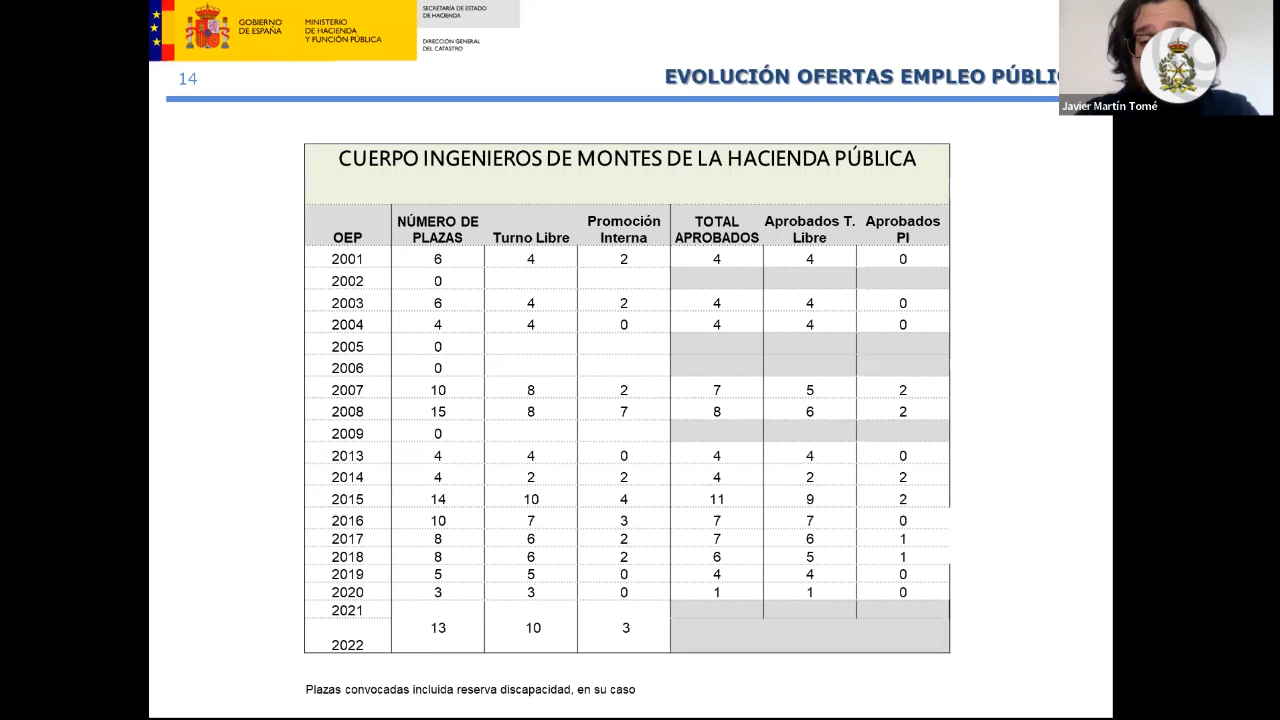 GOBIERNO
DE ESPAÑA
MINISTERIO
DE HACIENDA
Y FUNCIÓN PÚBLICA
SECRETARÍA DE ESTADO
DE HACIENDA
DIRECCIÓN GENERAL
DEL CATASTRO
14
EVOLUCIÓN OFERTAS EMPLEO PÚBLI
Javier Martín Tomé
CUERPO INGENIEROS DE MONTES DE LA HACIENDA PÚBLICA
OEP NÚMERO DE PLAZAS Turno Libre Promoción Interna TOTAL APROBADOS Aprobados T. Libre Aprobados PI
2001 6 4 2 4 4 0
2002 0
2003 6 4 2 4 4 0
2004 4 4 0 4 4 0
2005 0
2006 0
2007 10 8 2 7 5 2
2008 15 8 7 8 6 2
2009 0
2013 4 4 0 4 4 0
2014 4 2 2 4 2 2
2015 14 10 4 11 9 2
2016 10 7 3 7 7 0
2017 8 6 2 7 6 1
2018 8 6 2 6 5 1
2019 5 5 0 4 4 0
2020 3 3 0 1 1 0
2021
13 10 3
2022
Plazas convocadas incluida reserva discapacidad, en su caso